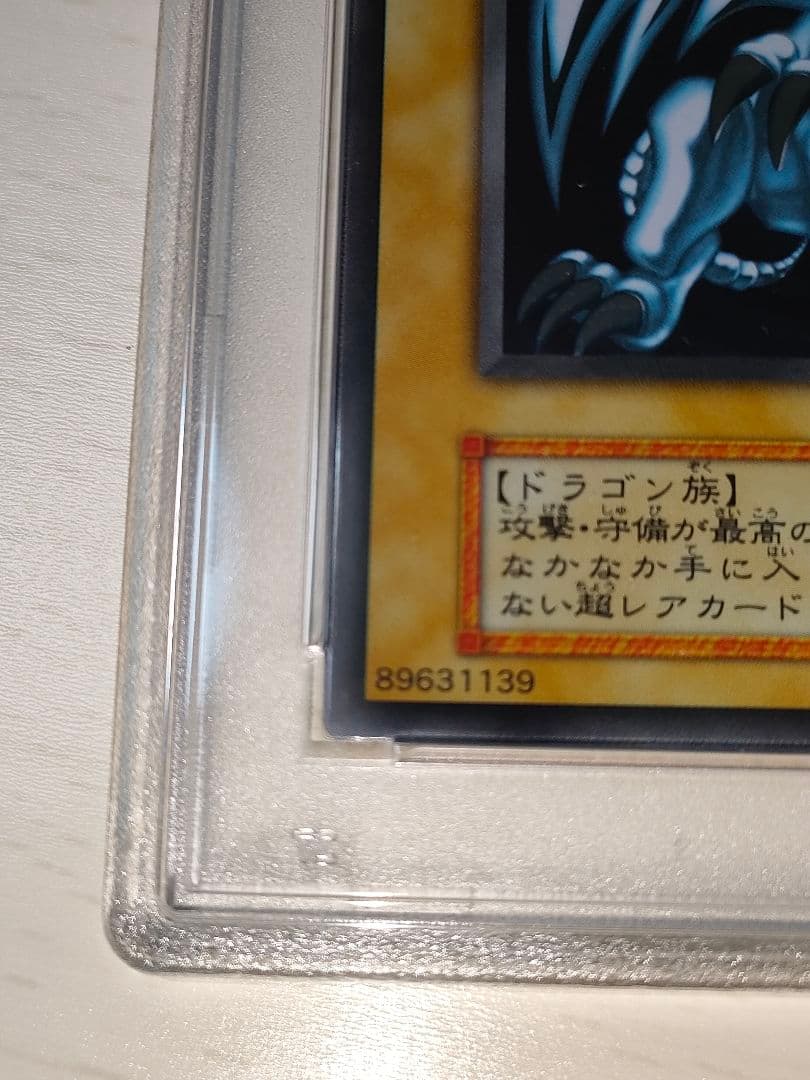 【ドラゴン族】
攻撃・守備が最高の
なかなか手に入
ない超レアカード
89631139